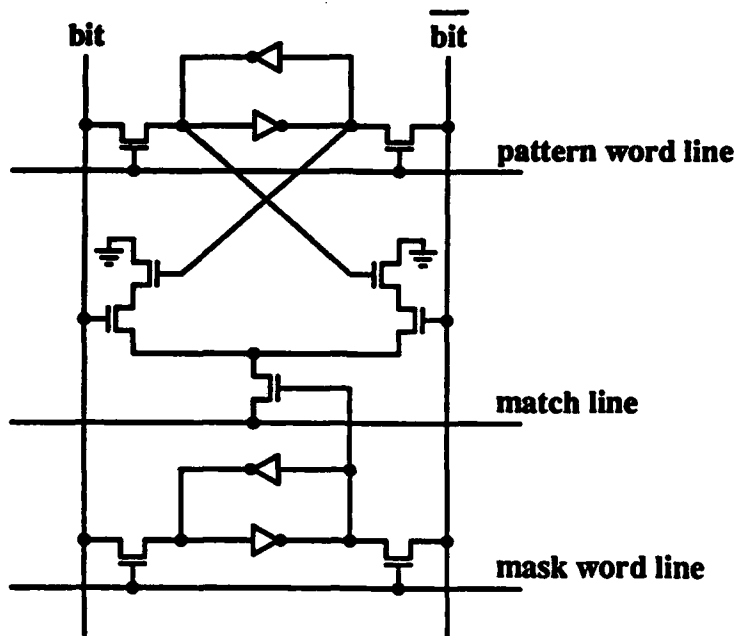 bit
bit
pattern word line
match line
mask word line